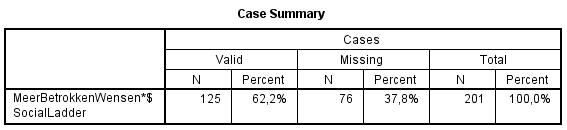 Case Summary
Cases
Valid Missing Total
N Percent N Percent N Percent
MeerBetrokkenWensen*$
SocialLadder 125 62,2% 76 37,8% 201 100,0%